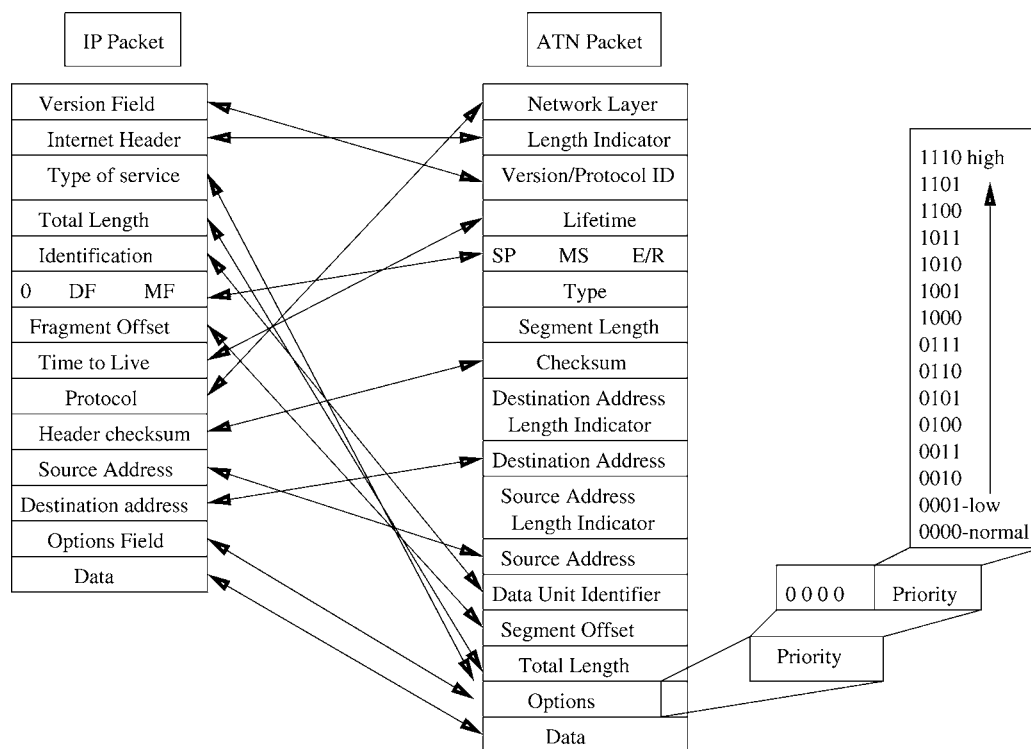 IP Packet
Version Field
Internet Header
Type of service
Total Length
Identification
0 DF MF
Fragment Offset
Time to Live
Protocol
Header checksum
Source Address
Destination address
Options Field
Data
ATN Packet
Network Layer
Length Indicator
Version/Protocol ID
Lifetime
SP MS E/R
Type
Segment Length
Checksum
Destination Address
Length Indicator
Destination Address
Source Address
Length Indicator
Source Address
Data Unit Identifier
Segment Offset
Total Length
Options
Data
1110 high
1101
1100
1011
1010
1001
1000
0111
0110
0101
0100
0011
0010
0001-low
0000-normal
0 0 0 0 Priority
Priority